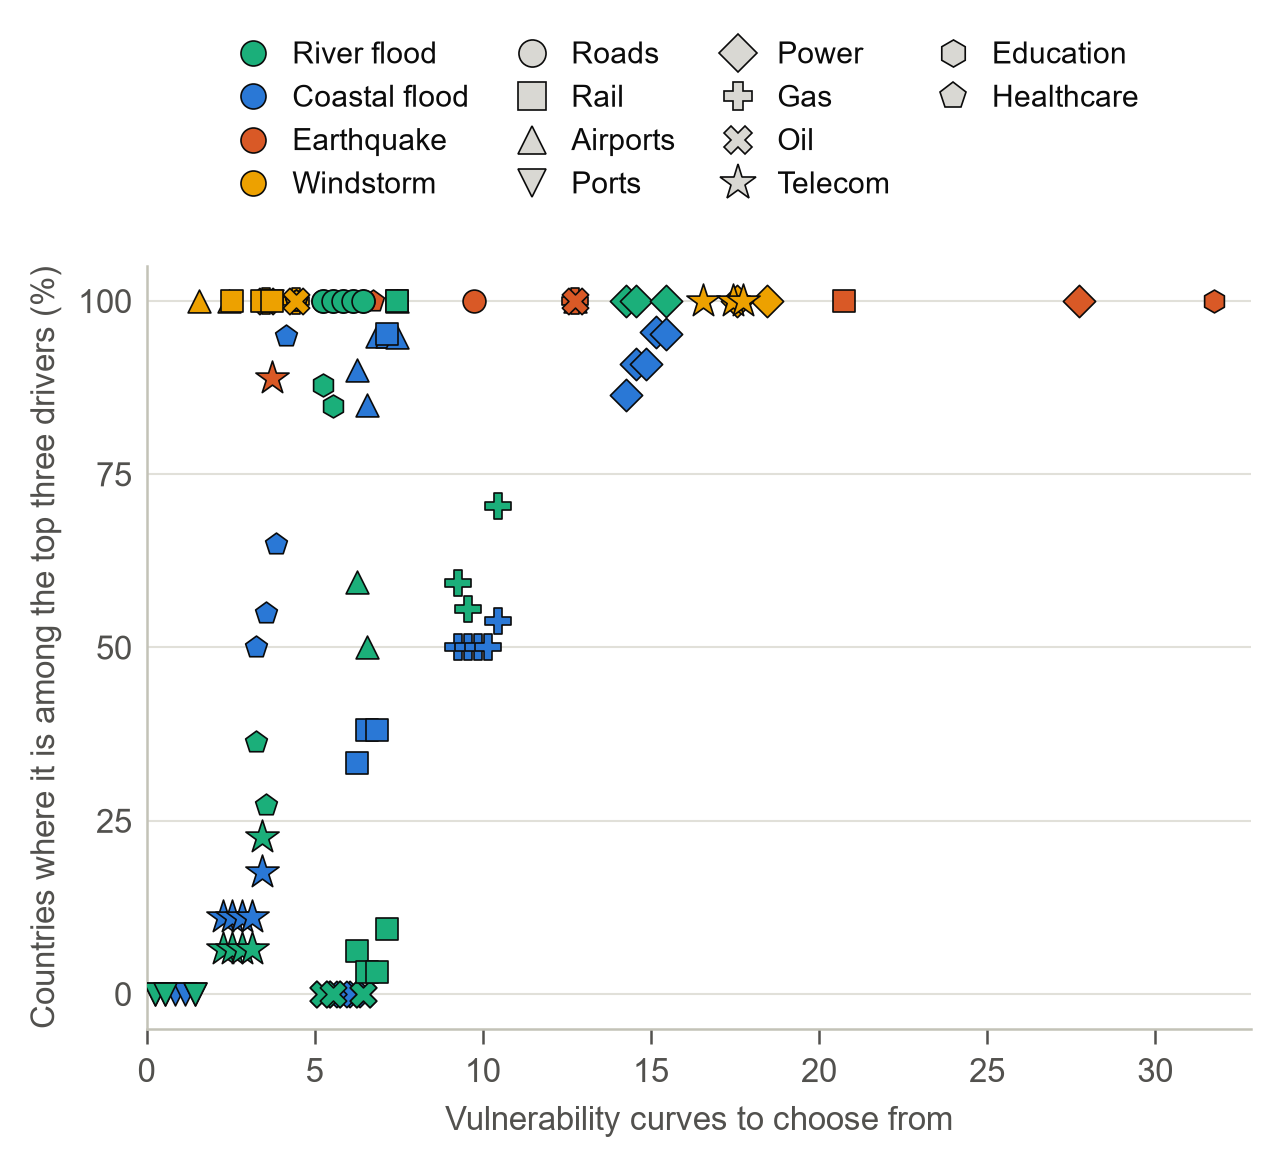 River flood
Coastal flood
Earthquake
Windstorm
Roads
Rail
Airports
Ports
Power
Gas
Oil
Telecom
Education
Healthcare
Countries where it is among the top three drivers (%)
100
75
50
25
0
0 5 10 15 20 25 30
Vulnerability curves to choose from